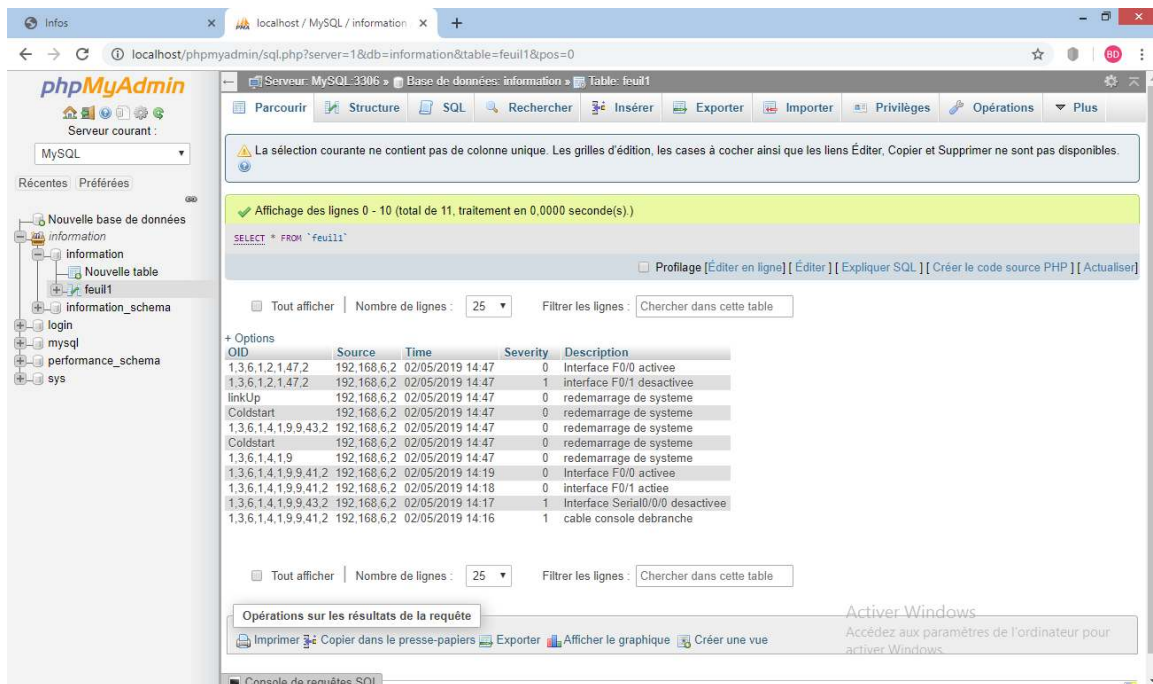 Infos
localhost / MySQL / information
localhost/phpmyadmin/sql.php?server=1&db=information&table=feuil1&pos=0
BD
phpMyAdmin
Serveur courant :
MySQL
Récentes Préférées
Nouvelle base de données
information
information
Nouvelle table
feuil1
information_schema
login
mysql
performance_schema
sys
Serveur: MySQL:3306 » Base de données: information » Table: feuil1
Parcourir Structure SQL Rechercher Insérer Exporter Importer Privilèges Opérations Plus
La sélection courante ne contient pas de colonne unique. Les grilles d'édition, les cases à cocher ainsi que les liens Éditer, Copier et Supprimer ne sont pas disponibles.
Affichage des lignes 0 - 10 (total de 11, traitement en 0,0000 seconde(s).)
SELECT * FROM `feuil1`
Profilage [Éditer en ligne] [ Éditer ] [ Expliquer SQL ] [ Créer le code source PHP ] [ Actualiser]
Tout afficher Nombre de lignes : 25 Filtrer les lignes : Chercher dans cette table
+ Options
OID Source Time Severity Description
1,3,6,1,2,1,47,2 192,168,6,2 02/05/2019 14:47 0 Interface F0/0 activee
1,3,6,1,2,1,47,2 192,168,6,2 02/05/2019 14:47 1 interface F0/1 desactivee
linkUp 192,168,6,2 02/05/2019 14:47 0 redemarrage de systeme
Coldstart 192,168,6,2 02/05/2019 14:47 0 redemarrage de systeme
1,3,6,1,4,1,9,9,43,2 192,168,6,2 02/05/2019 14:47 0 redemarrage de systeme
Coldstart 192,168,6,2 02/05/2019 14:47 0 redemarrage de systeme
1,3,6,1,4,1,9 192,168,6,2 02/05/2019 14:47 0 redemarrage de systeme
1,3,6,1,4,1,9,9,41,2 192,168,6,2 02/05/2019 14:19 0 Interface F0/0 activee
1,3,6,1,4,1,9,9,41,2 192,168,6,2 02/05/2019 14:18 0 interface F0/1 actiee
1,3,6,1,4,1,9,9,43,2 192,168,6,2 02/05/2019 14:17 1 Interface Serial0/0/0 desactivee
1,3,6,1,4,1,9,9,41,2 192,168,6,2 02/05/2019 14:16 1 cable console debranche
Tout afficher Nombre de lignes : 25 Filtrer les lignes : Chercher dans cette table
Opérations sur les résultats de la requête
Imprimer Copier dans le presse-papiers Exporter Afficher le graphique Créer une vue
Activer Windows
Accédez aux paramètres de l'ordinateur pour
activer Windows.
Console de requêtes SQL